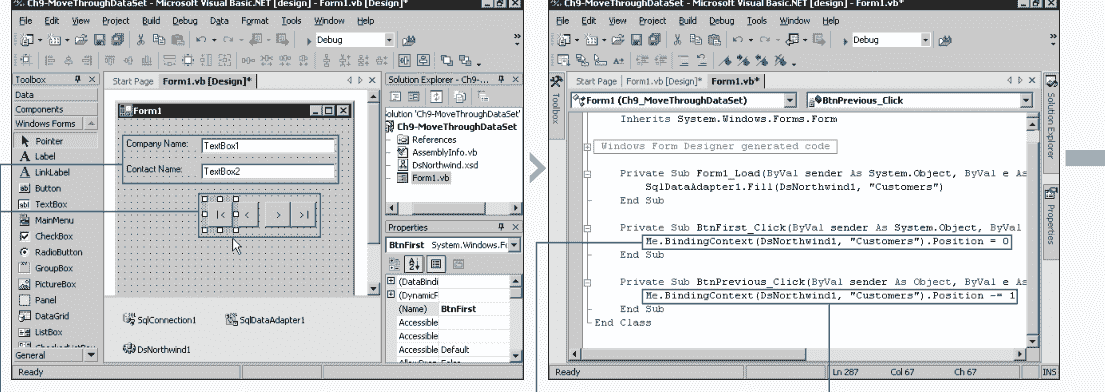 Ch9-MoveThroughDataSet - Microsoft Visual Basic.NET [design] - Form1.vb [Design]*
File Edit View Project Build Debug Data Format Tools Window Help
Debug
Toolbox
Data
Components
Windows Forms
Pointer
Label
LinkLabel
Button
TextBox
MainMenu
CheckBox
RadioButton
GroupBox
PictureBox
Panel
DataGrid
ListBox
General
Start Page Form1.vb [Design]*
Form1
Company Name: TextBox1
Contact Name: TextBox2
|< < > >|
SqlConnection1 SqlDataAdapter1
DsNorthwind1
Solution Explorer - Ch9-...
olution 'Ch9-MoveThroughDataSet'
Ch9-MoveThroughDataSet
References
AssemblyInfo.vb
DsNorthwind.xsd
Form1.vb
Properties
BtnFirst System.Windows.Fo
(DataBindi
(DynamicF
(Name) BtnFirst
Accessible
Accessible
Accessible Default
Ready
Ch9-MoveThroughDataSet - Microsoft Visual Basic.NET [design] - Form1.vb*
File Edit View Project Build Debug Tools Window Help
Debug
Toolbox
Start Page Form1.vb [Design]* Form1.vb*
Form1 (Ch9_MoveThroughDataSet) BtnPrevious_Click
Inherits System.Windows.Forms.Form
Windows Form Designer generated code
Private Sub Form1_Load(ByVal sender As System.Object, ByVal e As
SqlDataAdapter1.Fill(DsNorthwind1, "Customers")
End Sub
Private Sub BtnFirst_Click(ByVal sender As System.Object, ByVal
Me.BindingContext(DsNorthwind1, "Customers").Position = 0
End Sub
Private Sub BtnPrevious_Click(ByVal sender As Object, ByVal e As
Me.BindingContext(DsNorthwind1, "Customers").Position -= 1
End Sub
End Class
Solution Explorer
Properties
Ready Ln 287 Col 67 Ch 67 INS